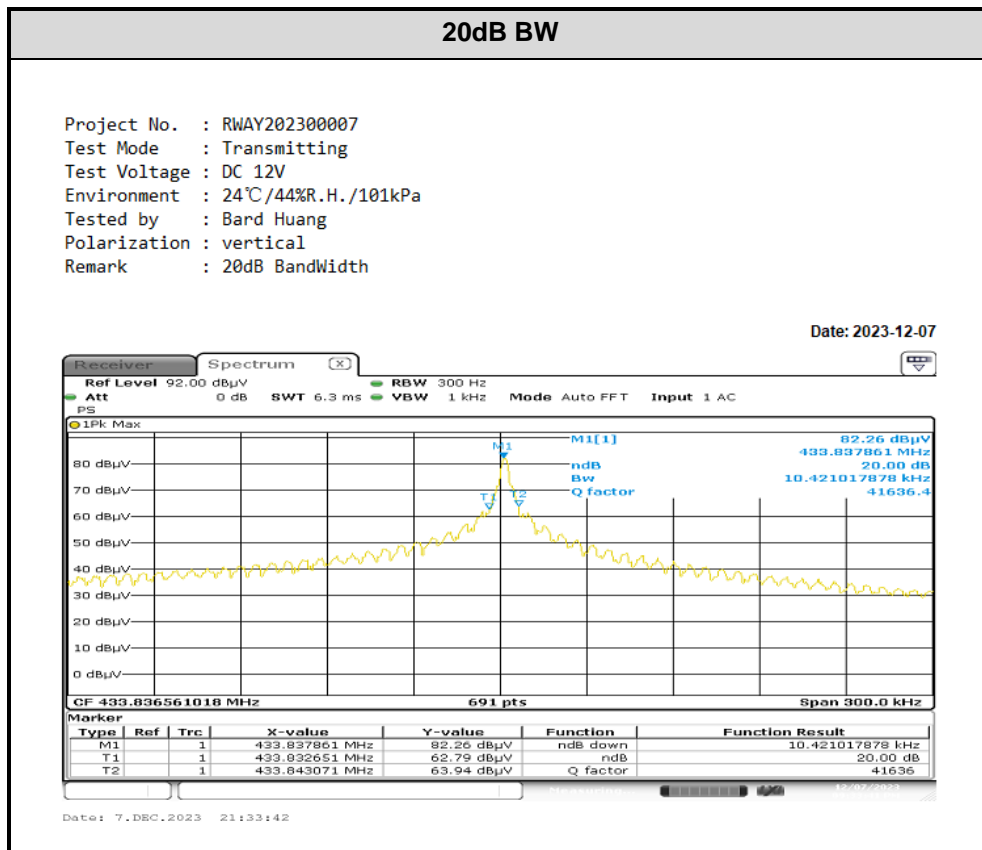 20dB BW
Project No. : RWAY202300007
Test Mode : Transmitting
Test Voltage : DC 12V
Environment : 24℃/44%R.H./101kPa
Tested by : Bard Huang
Polarization : vertical
Remark : 20dB BandWidth
Date: 2023-12-07
Receiver Spectrum X
Ref Level 92.00 dBµV RBW 300 Hz
Att 0 dB SWT 6.3 ms VBW 1 kHz Mode Auto FFT Input 1 AC
PS
1Pk Max
M1[1] 82.26 dBµV
433.837861 MHz
M1
80 dBµV
ndB 20.00 dB
Bw 10.421017878 kHz
70 dBµV
Q factor 41636.4
T1 T2
60 dBµV
50 dBµV
40 dBµV
30 dBµV
20 dBµV
10 dBµV
0 dBµV
CF 433.836561018 MHz 691 pts Span 300.0 kHz
Marker
Type Ref Trc X-value Y-value Function Function Result
M1 1 433.837861 MHz 82.26 dBµV ndB down 10.421017878 kHz
T1 1 433.832651 MHz 62.79 dBµV ndB 20.00 dB
T2 1 433.843071 MHz 63.94 dBµV Q factor 41636
Measuring... 12/07/2023
Date: 7.DEC.2023 21:33:42